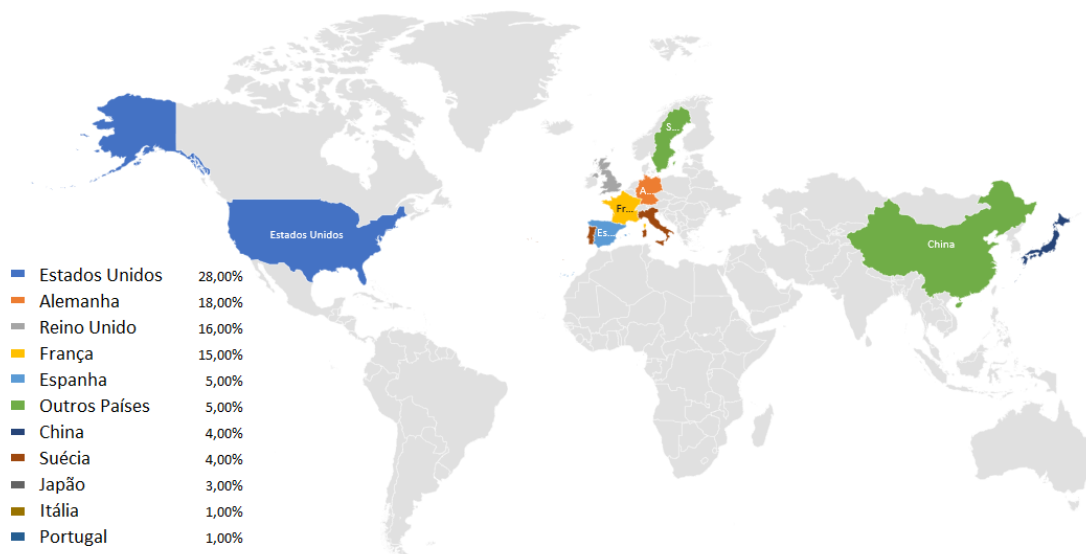 S...
A...
Fr...
Es...
Estados Unidos
China
Estados Unidos 28,00%
Alemanha 18,00%
Reino Unido 16,00%
França 15,00%
Espanha 5,00%
Outros Países 5,00%
China 4,00%
Suécia 4,00%
Japão 3,00%
Itália 1,00%
Portugal 1,00%